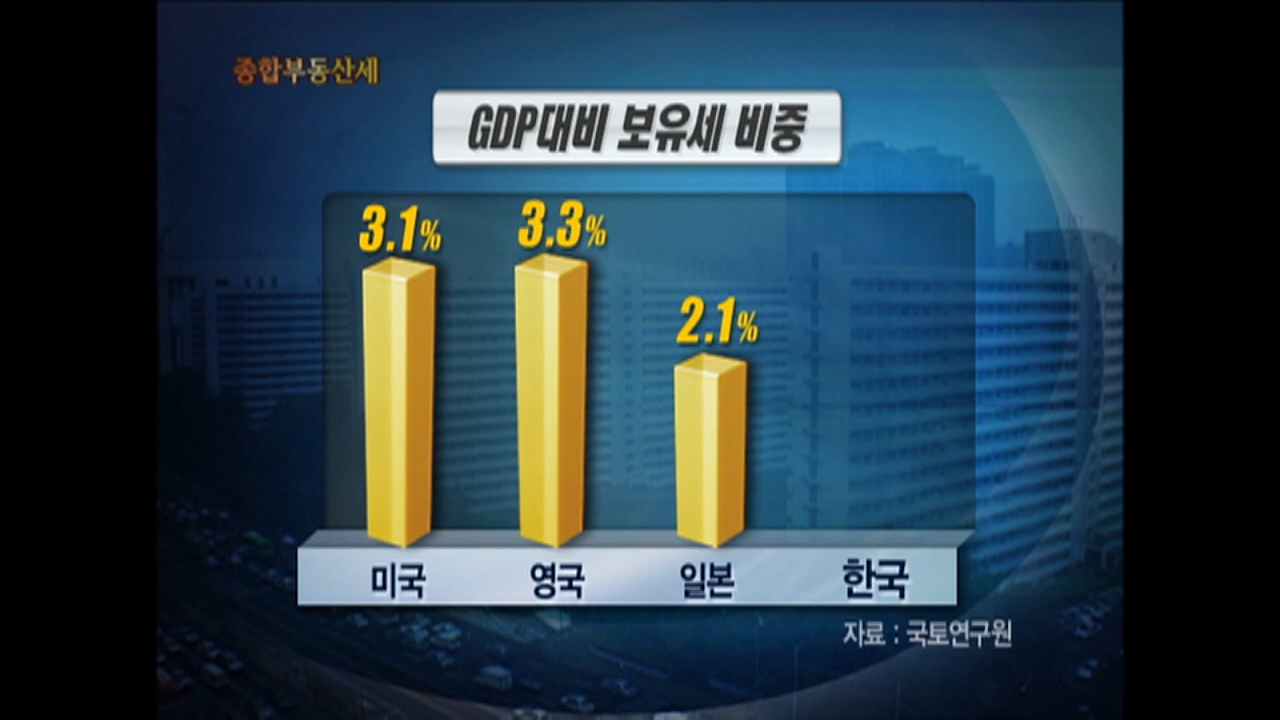 종합부동산세
GDP대비 보유세 비중
3.1% 3.3% 2.1%
미국 영국 일본 한국
자료 : 국토연구원